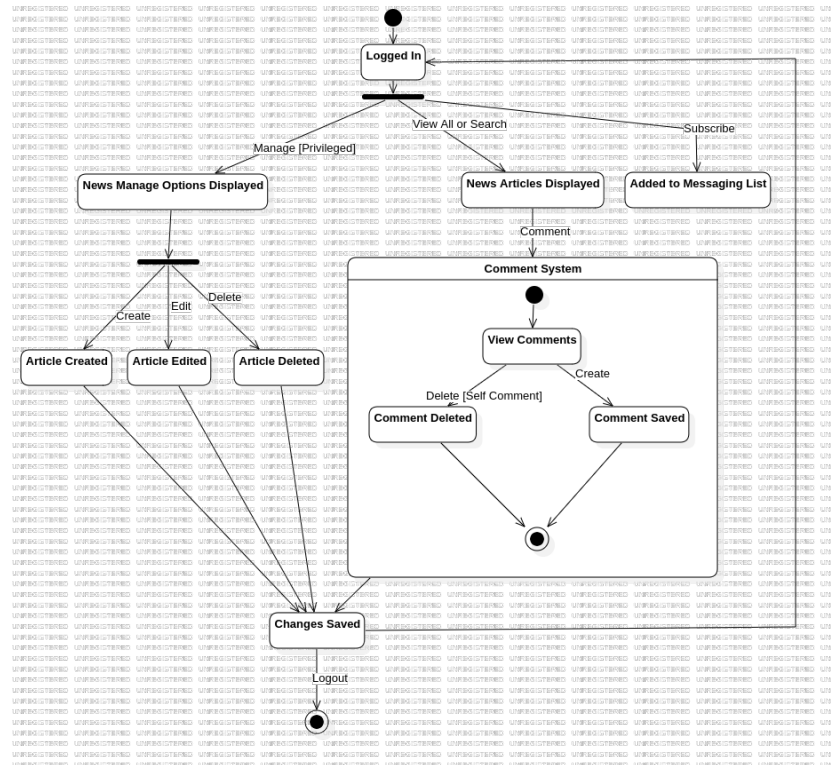 Logged In
View All or Search
Subscribe
Manage [Privileged]
News Manage Options Displayed
News Articles Displayed
Added to Messaging List
Comment
Comment System
Create
Edit
Delete
View Comments
Article Created
Article Edited
Article Deleted
Create
Delete [Self Comment]
Comment Deleted
Comment Saved
Changes Saved
Logout
UNREGISTERED